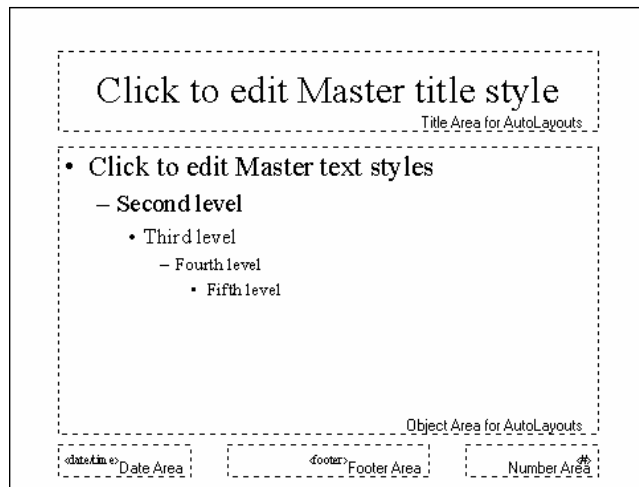 Click to edit Master title style
Title Area for AutoLayouts
• Click to edit Master text styles
– Second level
• Third level
– Fourth level
• Fifth level
Object Area for AutoLayouts
<date/time>
Date Area
<footer>
Footer Area
<#>
Number Area